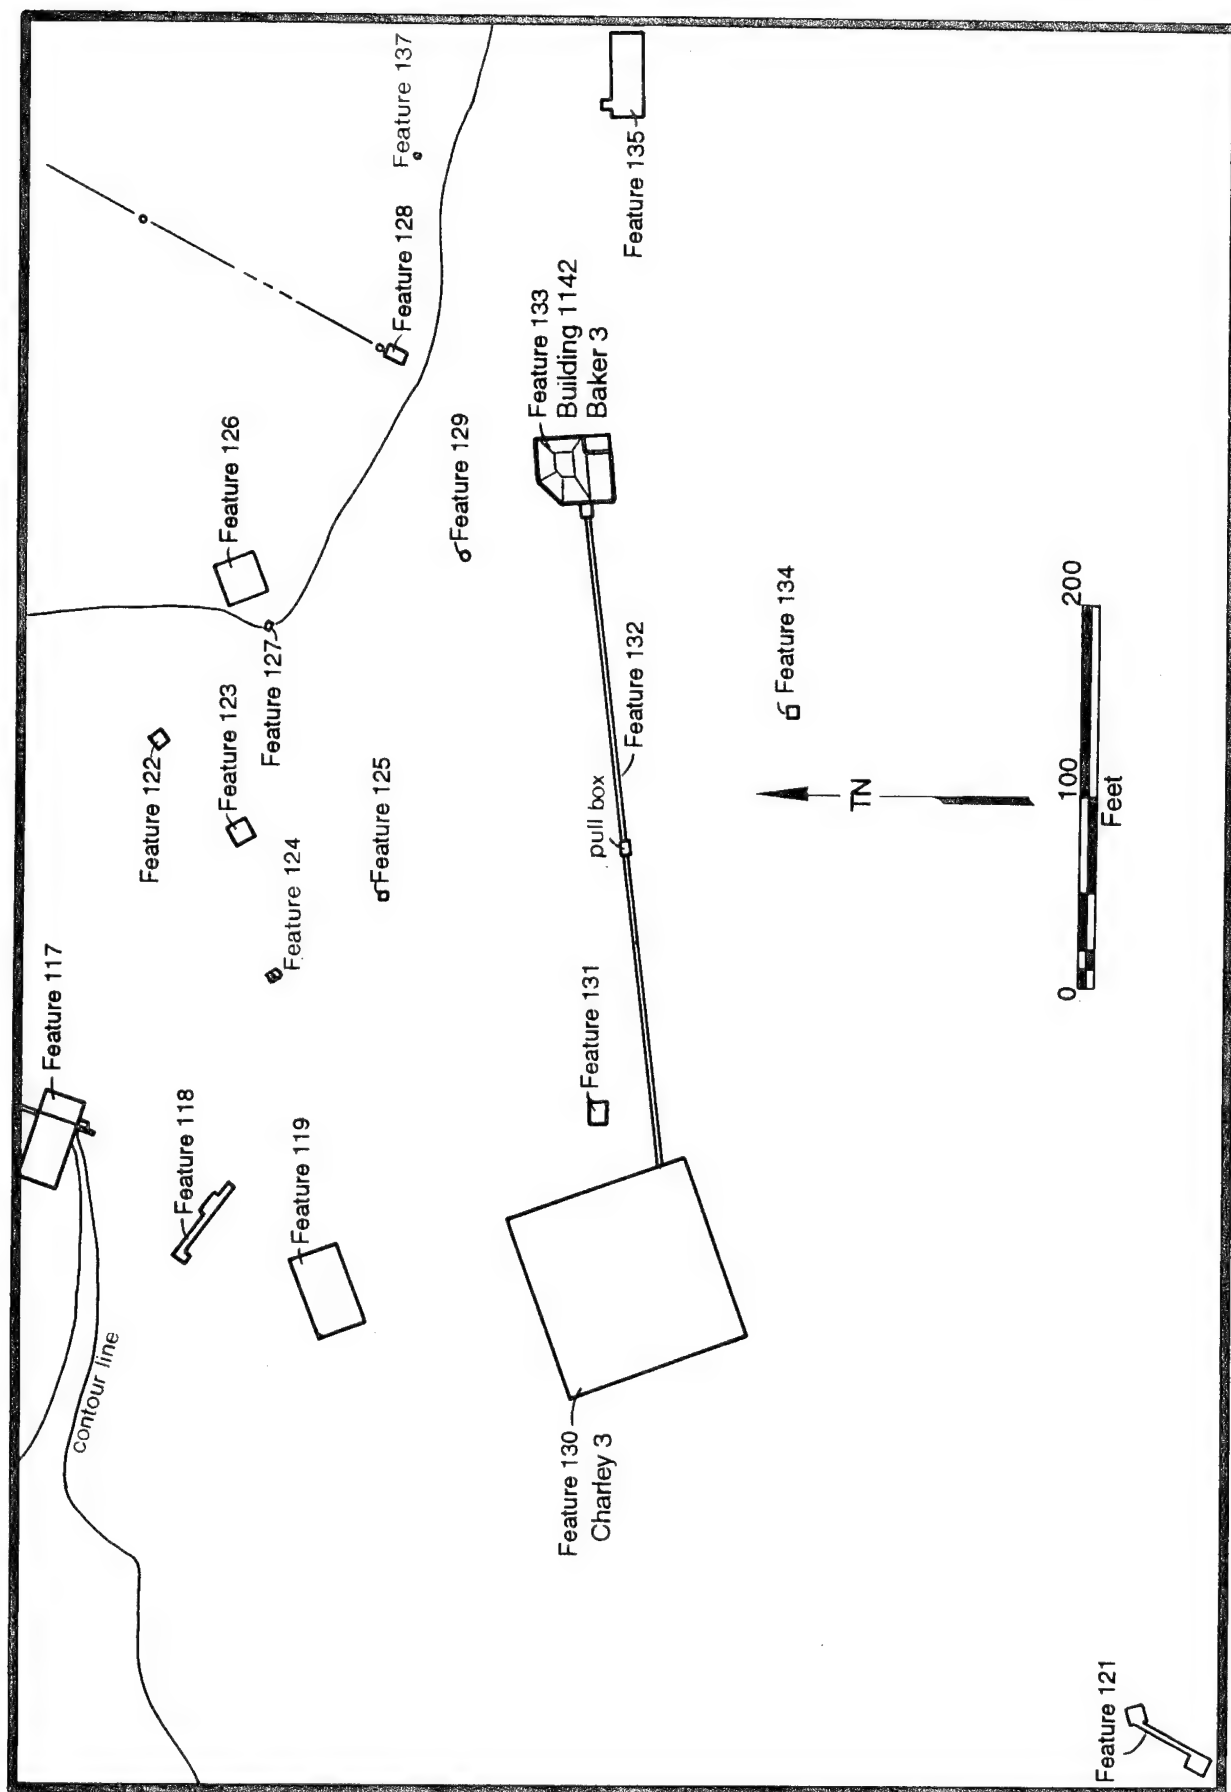 Feature 117
contour line
Feature 118
Feature 119
Feature 122
Feature 123
Feature 124
Feature 125
Feature 126
Feature 127
Feature 128
Feature 137
Feature 129
Feature 130
Charley 3
Feature 131
pull box
Feature 132
Feature 133
Building 1142
Baker 3
Feature 135
Feature 134
TN
0
100
200
Feet
Feature 121